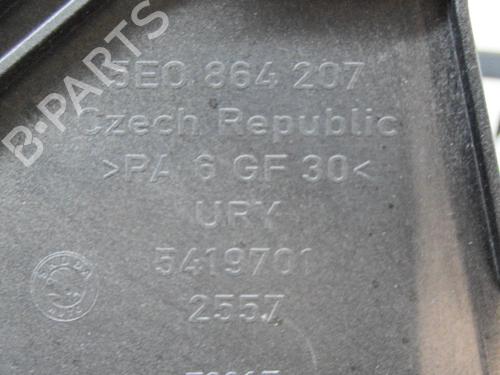 5E0 864 207
Czech Republic
>PA 6 GF 30<
URY
5419701
2557
B-PARTS